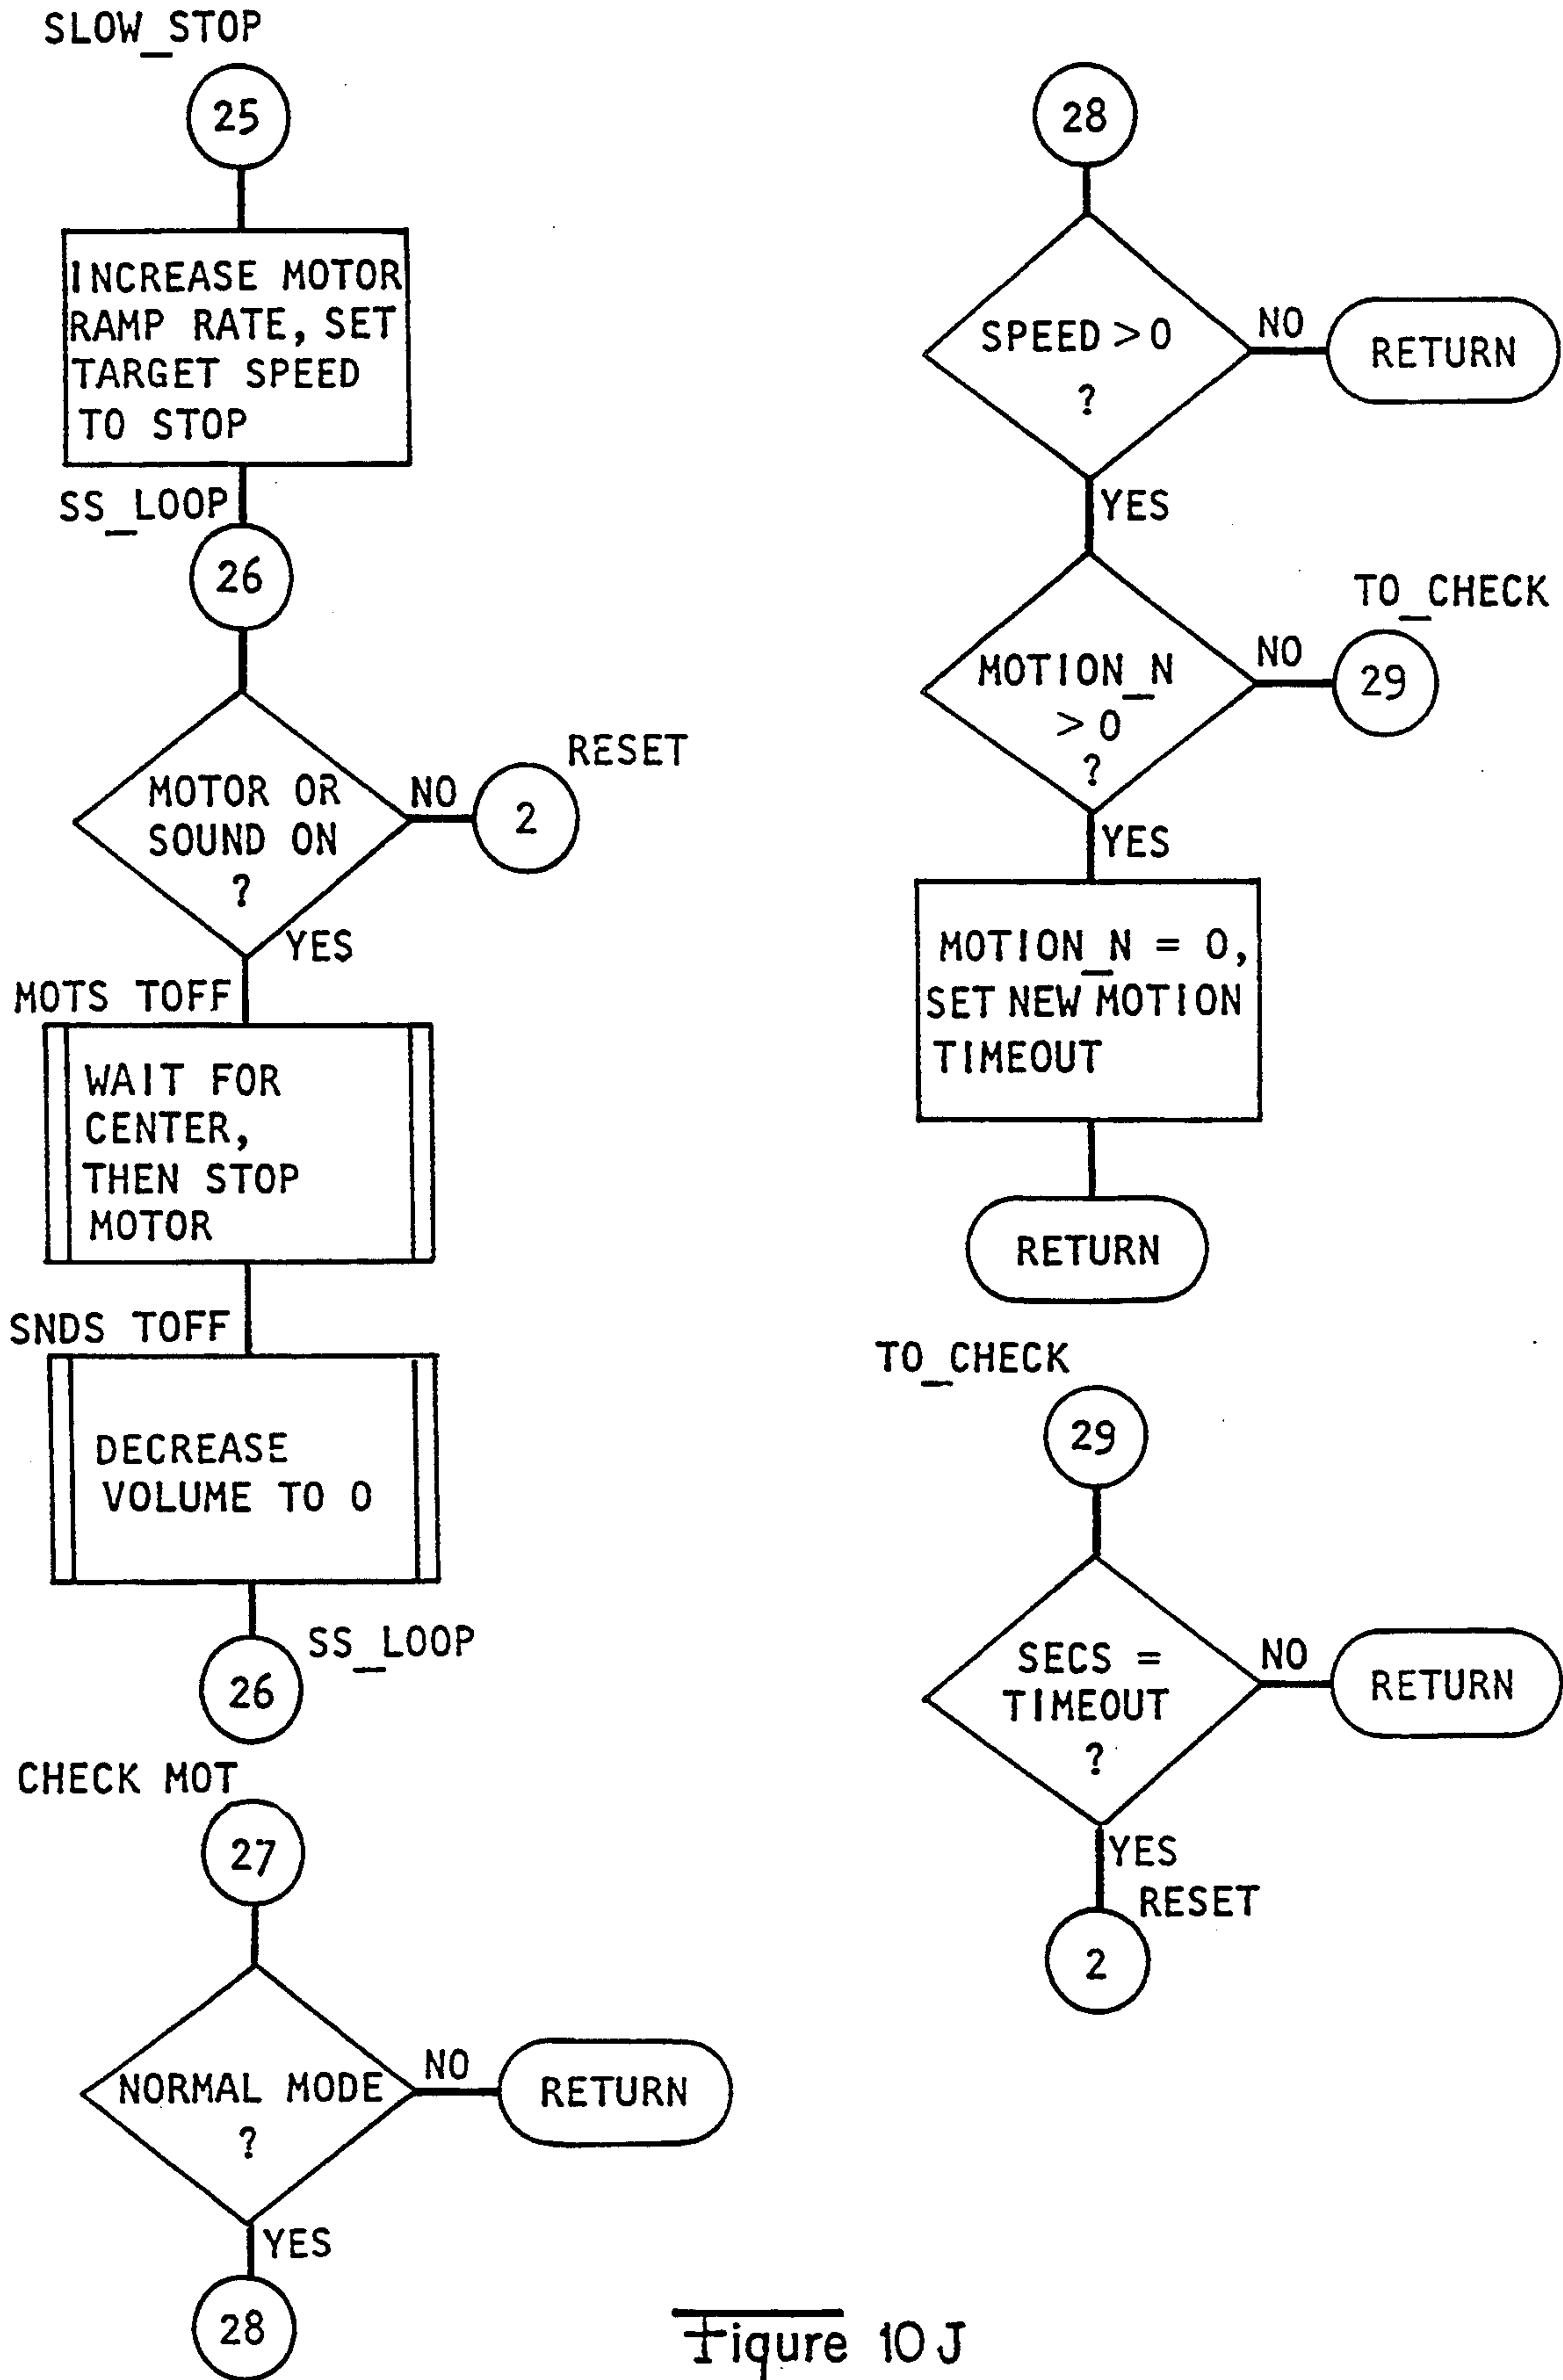 SLOW_STOP
25
INCREASE MOTOR
RAMP RATE, SET
TARGET SPEED
TO STOP
SS_LOOP
26
MOTOR OR
SOUND ON
?
NO
RESET
2
YES
MOTS TOFF
WAIT FOR
CENTER,
THEN STOP
MOTOR
SNDS TOFF
DECREASE
VOLUME TO 0
SS_LOOP
26
CHECK MOT
27
NORMAL MODE
?
NO
RETURN
YES
28
28
SPEED > 0
?
NO
RETURN
YES
MOTION_N
> 0
?
NO
TO_CHECK
29
YES
MOTION_N = 0,
SET NEW MOTION
TIMEOUT
RETURN
TO_CHECK
29
SECS =
TIMEOUT
?
NO
RETURN
YES
RESET
2
Figure 10J